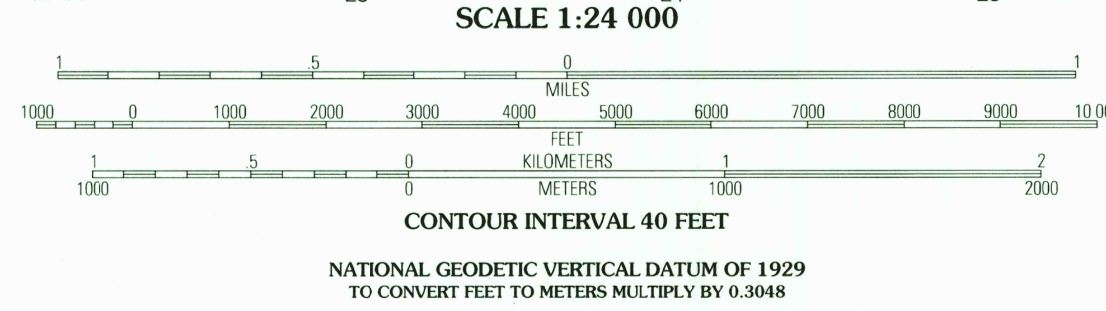 SCALE 1:24 000
1 .5 0 1
MILES
1000 0 1000 2000 3000 4000 5000 6000 7000 8000 9000 10 00
FEET
1 .5 0 KILOMETERS 1 2
1000 0 METERS 1000 2000
CONTOUR INTERVAL 40 FEET
NATIONAL GEODETIC VERTICAL DATUM OF 1929
TO CONVERT FEET TO METERS MULTIPLY BY 0.3048